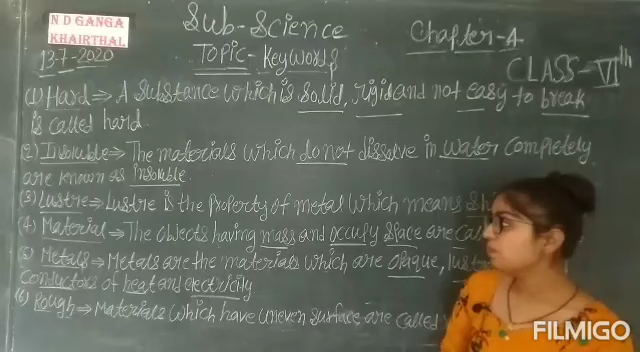 N D GANGA
KHAIRTHAL
13-7-2020
Sub-Science
TOPIC- Keywords
Chapter-4
CLASS-VIth
(1) Hard ⇒ A substance which is solid, rigid and not easy to break
is called hard.
(2) Insoluble ⇒ The materials which do not dissolve in water completely
are known as insoluble.
(3) Lustre ⇒ Lustre is the property of metal which means
(4) Material ⇒ The objects having mass and occupy space are
(5) Metals ⇒ Metals are the materials which are opaque,
conductors of heat and electricity
(6) Rough ⇒ Materials which have uneven surface are called
FILMIGO